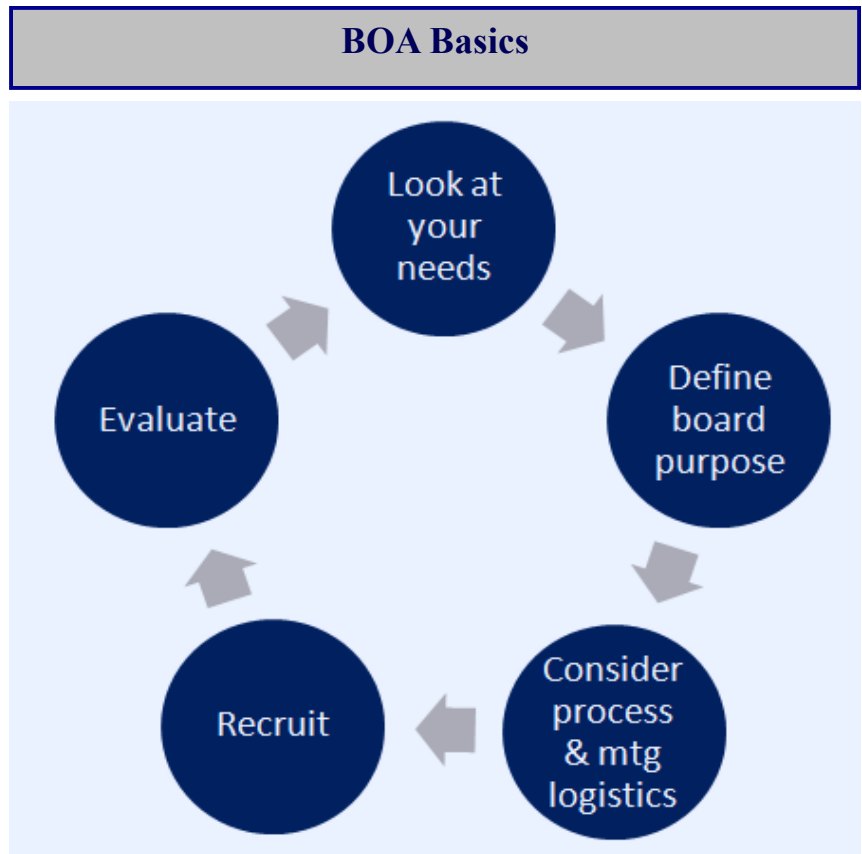 BOA Basics
Look at
your
needs
Define
board
purpose
Consider
process
& mtg
logistics
Recruit
Evaluate